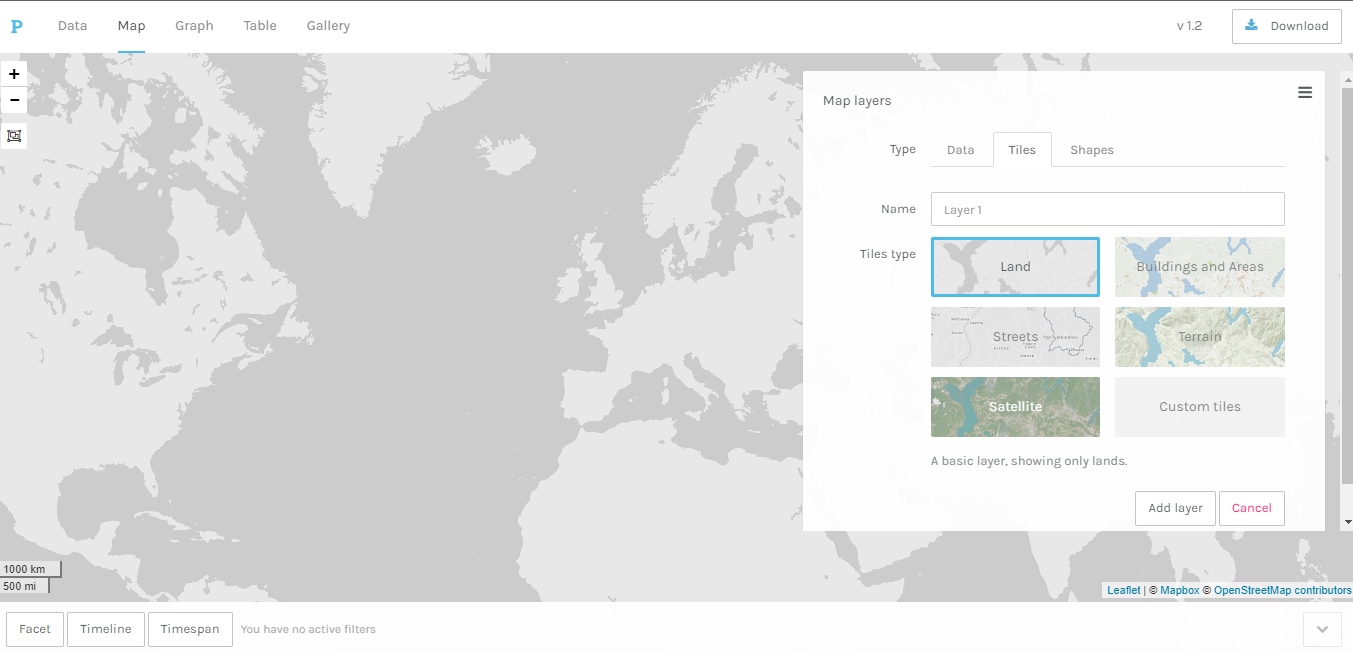 P Data Map Graph Table Gallery v 1.2 Download
+
−
Map layers
Type Data Tiles Shapes
Name Layer 1
Tiles type Land Buildings and Areas
Streets Terrain
Satellite Custom tiles
A basic layer, showing only lands.
Add layer Cancel
1000 km
500 mi
Leaflet | © Mapbox © OpenStreetMap contributors
Facet Timeline Timespan You have no active filters